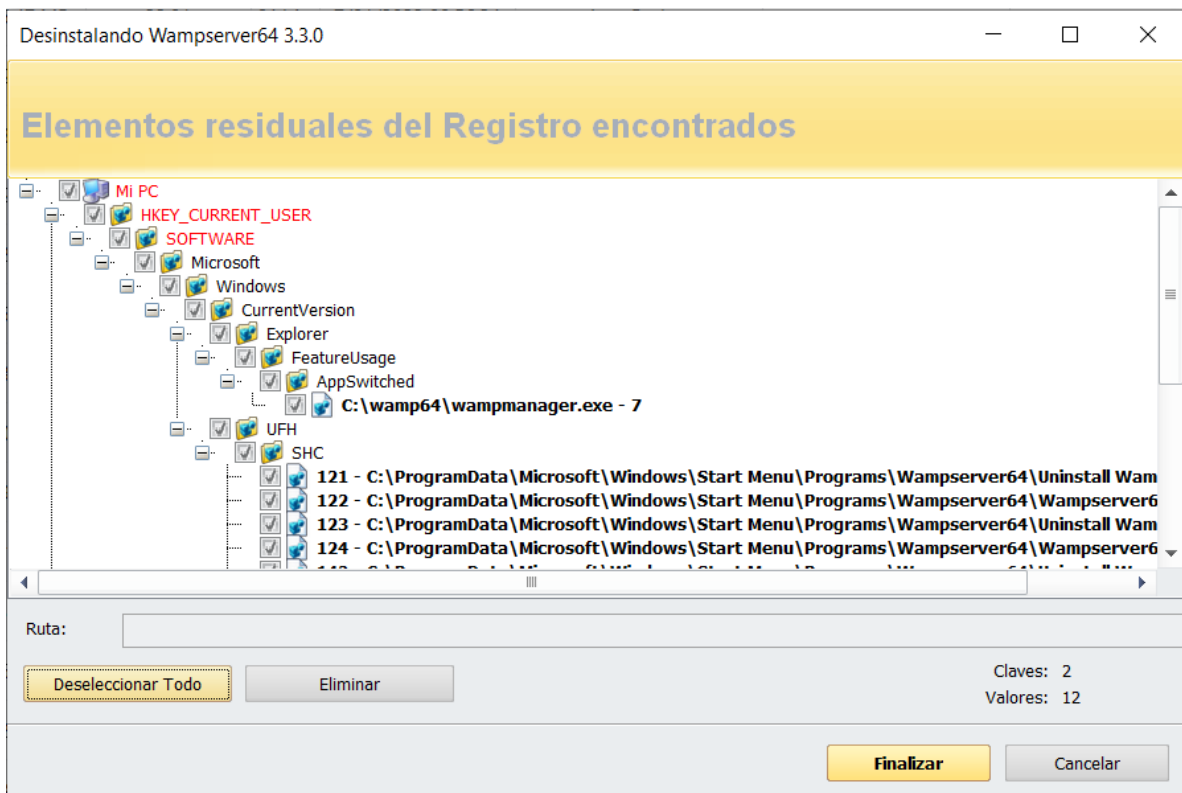 Desinstalando Wampserver64 3.3.0
Elementos residuales del Registro encontrados
Mi PC
HKEY_CURRENT_USER
SOFTWARE
Microsoft
Windows
CurrentVersion
Explorer
FeatureUsage
AppSwitched
C:\wamp64\wampmanager.exe - 7
UFH
SHC
121 - C:\ProgramData\Microsoft\Windows\Start Menu\Programs\Wampserver64\Uninstall Wam
122 - C:\ProgramData\Microsoft\Windows\Start Menu\Programs\Wampserver64\Wampserver6
123 - C:\ProgramData\Microsoft\Windows\Start Menu\Programs\Wampserver64\Uninstall Wam
124 - C:\ProgramData\Microsoft\Windows\Start Menu\Programs\Wampserver64\Wampserver6
Ruta:
Deseleccionar Todo Eliminar Claves: 2
Valores: 12
Finalizar Cancelar